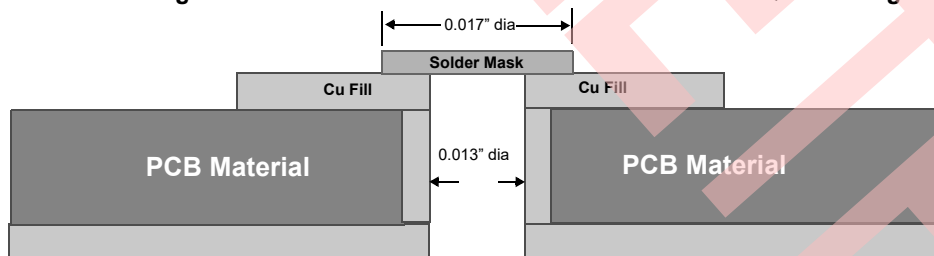 0.017” dia
Solder Mask
Cu Fill
Cu Fill
PCB Material
0.013” dia
PCB Material